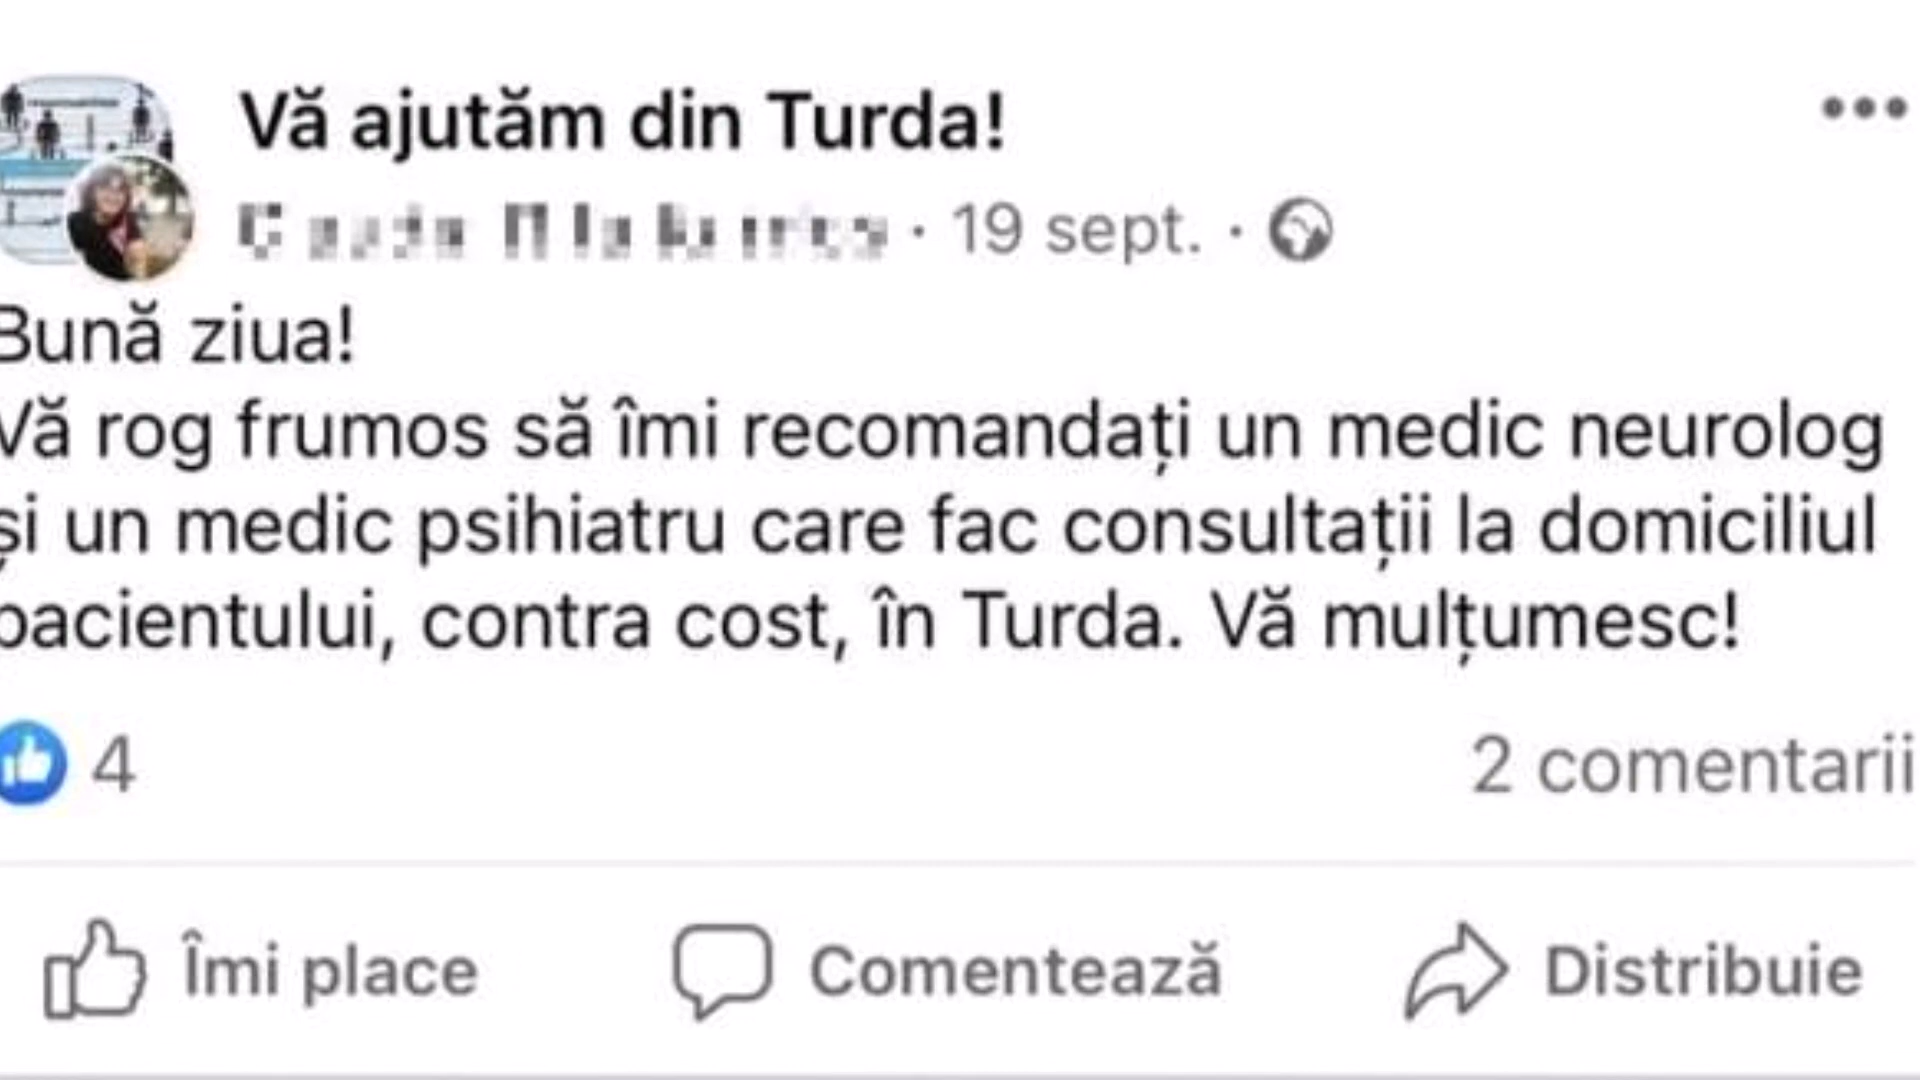 Vă ajutăm din Turda!
· 19 sept. ·
Bună ziua!
Vă rog frumos să îmi recomandați un medic neurolog
și un medic psihiatru care fac consultații la domiciliul
pacientului, contra cost, în Turda. Vă mulțumesc!
4
2 comentarii
Îmi place
Comentează
Distribuie